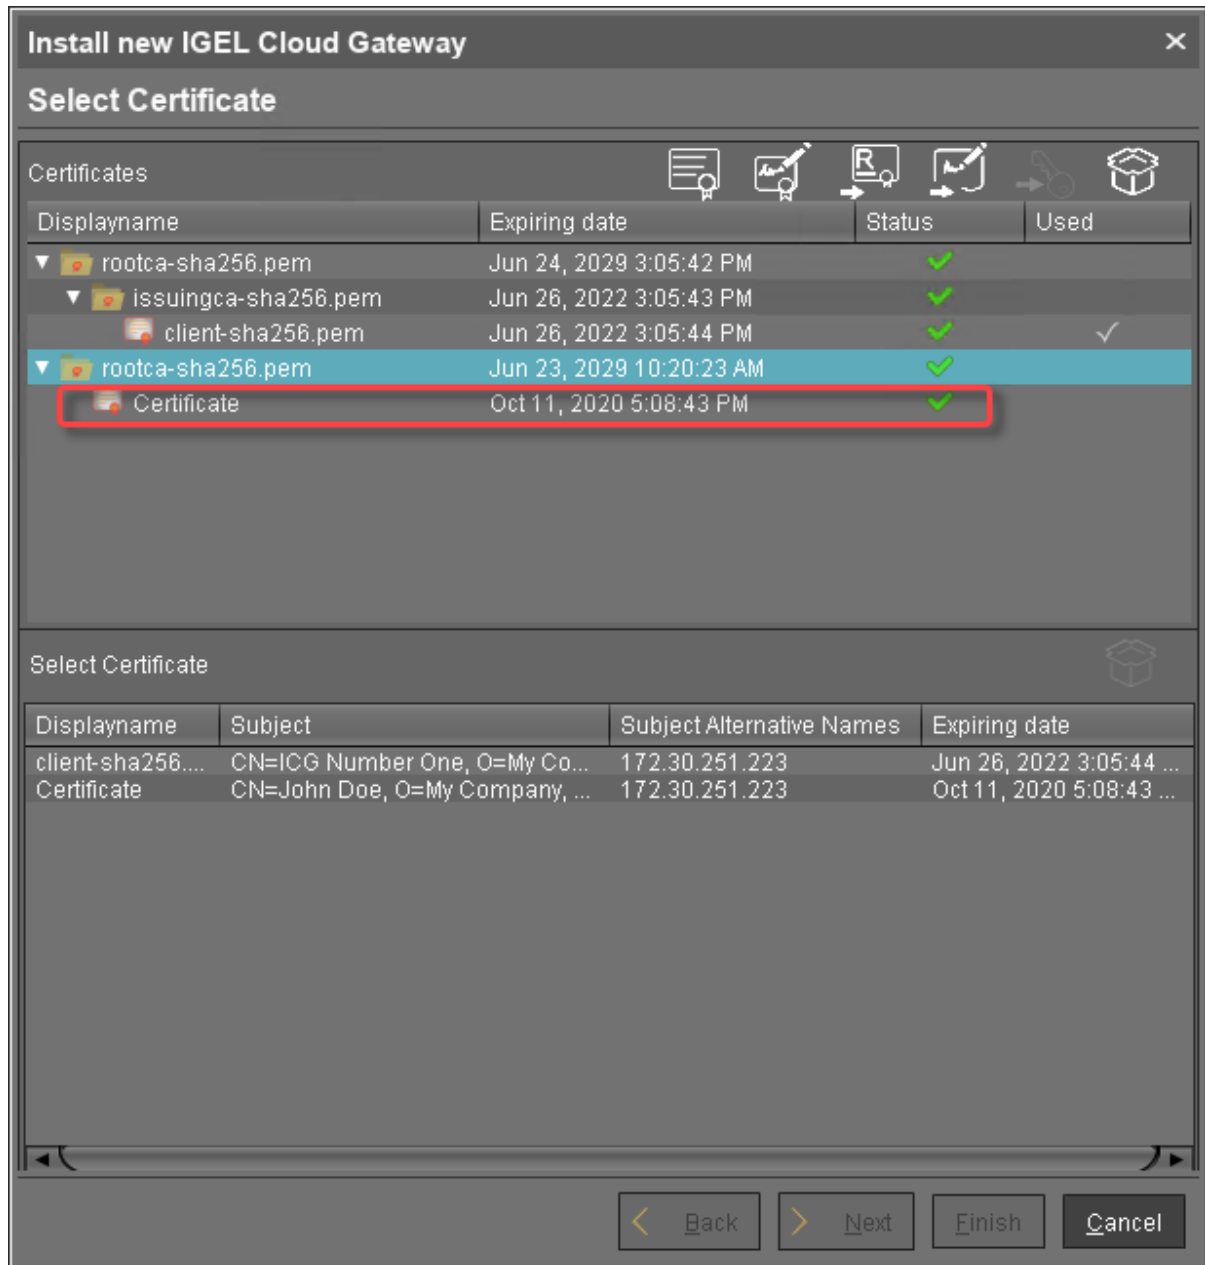 Install new IGEL Cloud Gateway
Select Certificate
Certificates
Displayname Expiring date Status Used
rootca-sha256.pem Jun 24, 2029 3:05:42 PM
issuingca-sha256.pem Jun 26, 2022 3:05:43 PM
client-sha256.pem Jun 26, 2022 3:05:44 PM
rootca-sha256.pem Jun 23, 2029 10:20:23 AM
Certificate Oct 11, 2020 5:08:43 PM
Select Certificate
Displayname Subject Subject Alternative Names Expiring date
client-sha256.... CN=ICG Number One, O=My Co... 172.30.251.223 Jun 26, 2022 3:05:44 ...
Certificate CN=John Doe, O=My Company, ... 172.30.251.223 Oct 11, 2020 5:08:43 ...
Back Next Finish Cancel